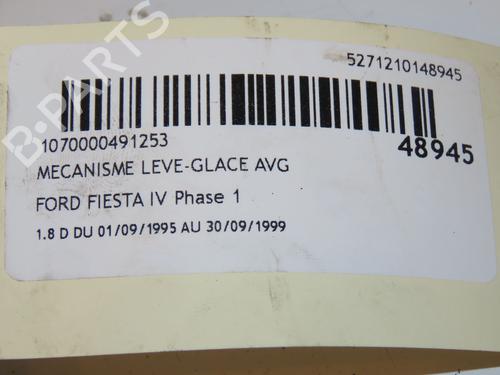 5271210148945
1070000491253
48945
MECANISME LEVE-GLACE AVG
FORD FIESTA IV Phase 1
1.8 D DU 01/09/1995 AU 30/09/1999
B-PARTS